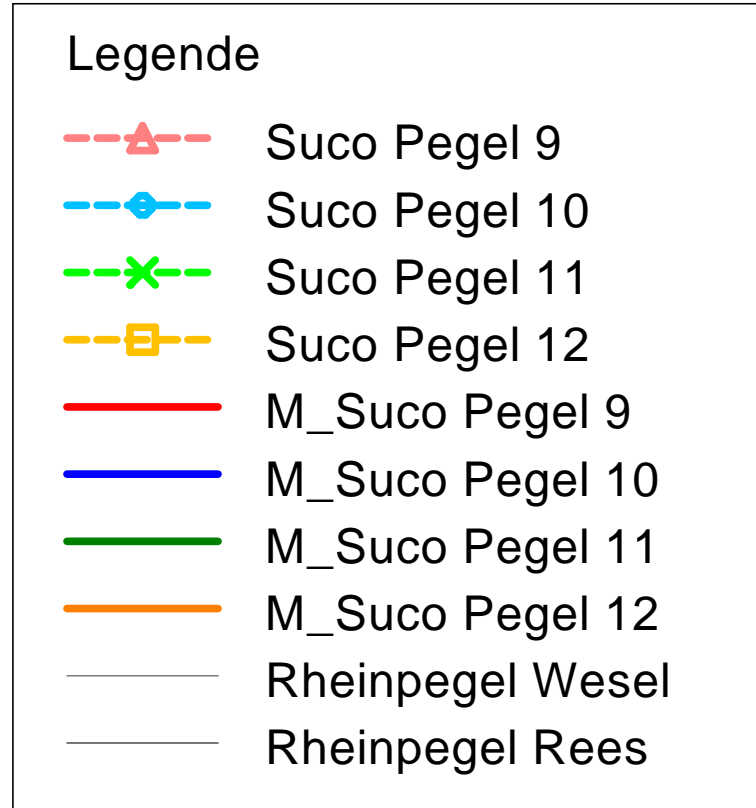 Legende
Suco Pegel 9
Suco Pegel 10
Suco Pegel 11
Suco Pegel 12
M_Suco Pegel 9
M_Suco Pegel 10
M_Suco Pegel 11
M_Suco Pegel 12
Rheinpegel Wesel
Rheinpegel Rees